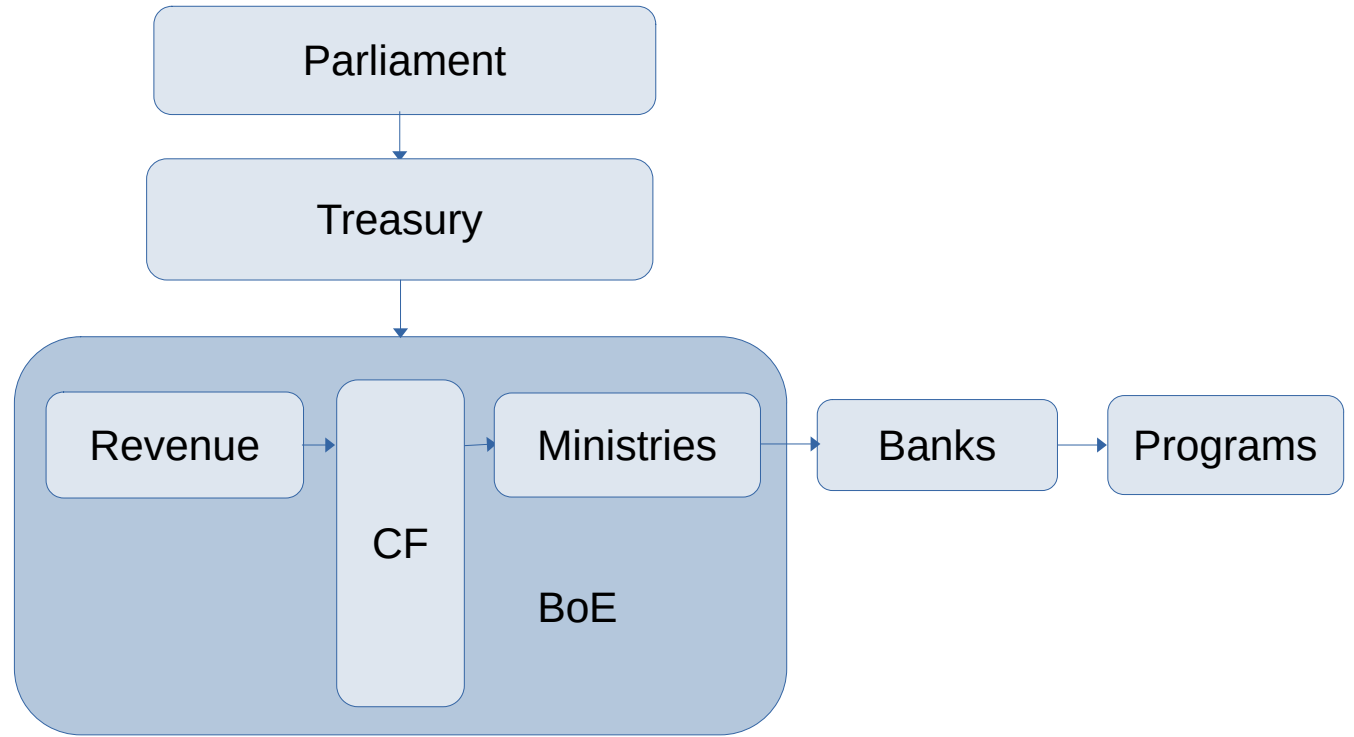 Parliament
Treasury
Revenue
CF
Ministries
BoE
Banks
Programs